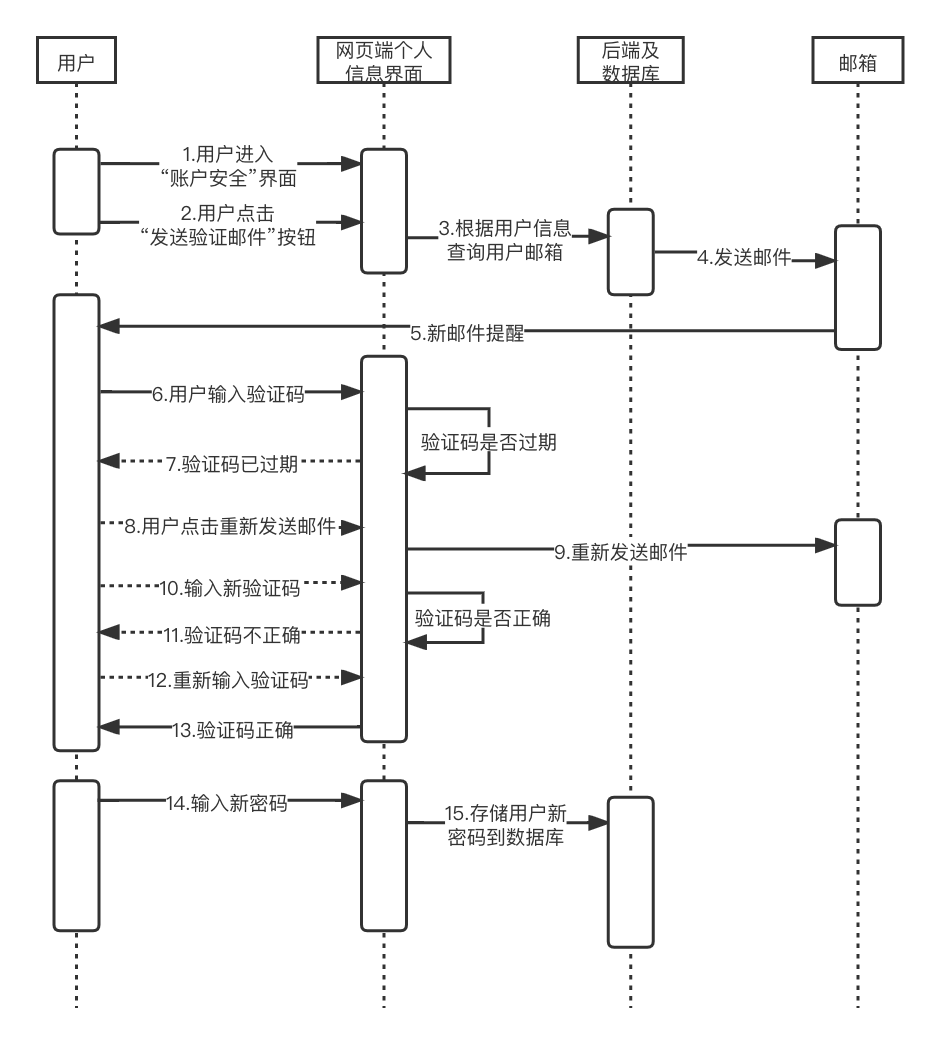 用户
网页端个人
信息界面
后端及
数据库
邮箱
1.用户进入
“账户安全”界面
2.用户点击
“发送验证邮件”按钮
3.根据用户信息
查询用户邮箱
4.发送邮件
5.新邮件提醒
6.用户输入验证码
验证码是否过期
7.验证码已过期
8.用户点击重新发送邮件
9.重新发送邮件
10.输入新验证码
验证码是否正确
11.验证码不正确
12.重新输入验证码
13.验证码正确
14.输入新密码
15.存储用户新
密码到数据库